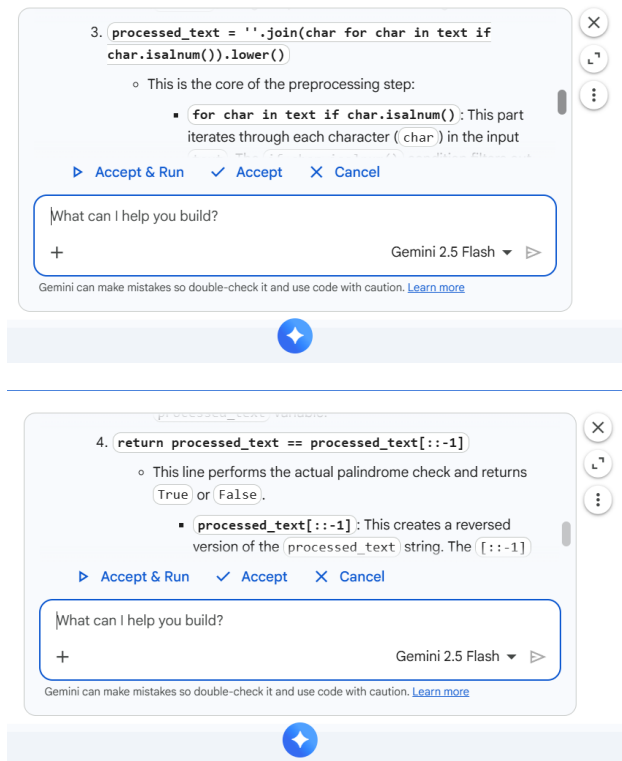 3. processed_text = ''.join(char for char in text if
char.isalnum()).lower()
This is the core of the preprocessing step:
for char in text if char.isalnum(): This part
iterates through each character (char) in the input
Accept & Run Accept Cancel
What can I help you build?
Gemini 2.5 Flash
Gemini can make mistakes so double-check it and use code with caution. Learn more
processed_text variable.
4. return processed_text == processed_text[::-1]
This line performs the actual palindrome check and returns
True or False.
processed_text[::-1]: This creates a reversed
version of the processed_text string. The [::-1]
Accept & Run Accept Cancel
What can I help you build?
Gemini 2.5 Flash
Gemini can make mistakes so double-check it and use code with caution. Learn more